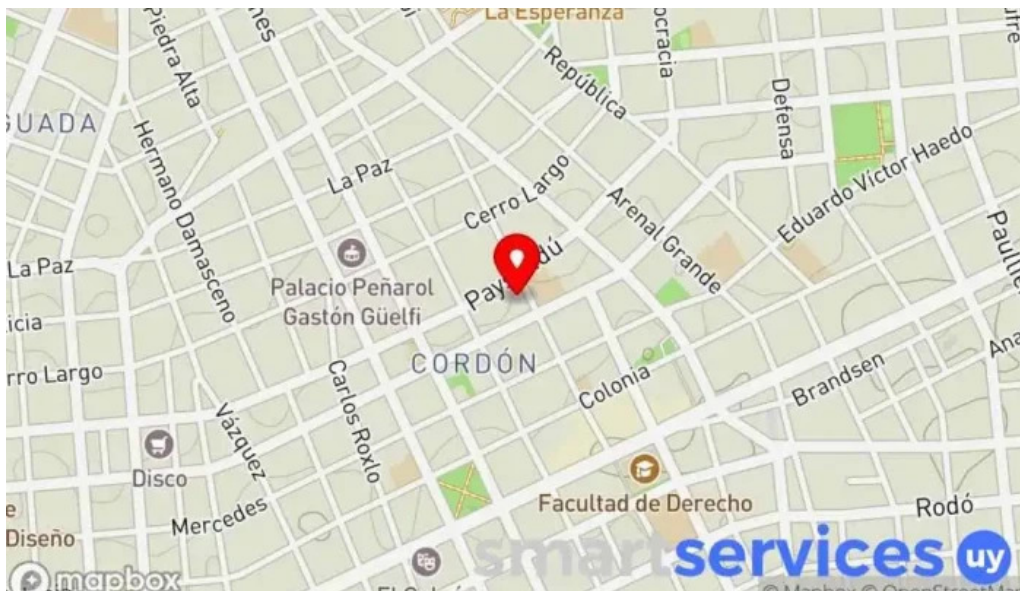 La Esperanza
Piedra Alta
República
Defensa
GUADA
Hermano Damasceno
La Paz
Cerro Largo
Eduardo Víctor Haedo
Arenal Grande
Paysandú
La Paz
Palacio Peñarol
Gastón Güelfi
CORDÓN
rro Largo
Carlos Roxlo
Colonia
Brandsen
Vázquez
Disco
Mercedes
Facultad de Derecho
Rodó
Diseño
smartservices uy
mapbox
© Mapbox © OpenStreetMap